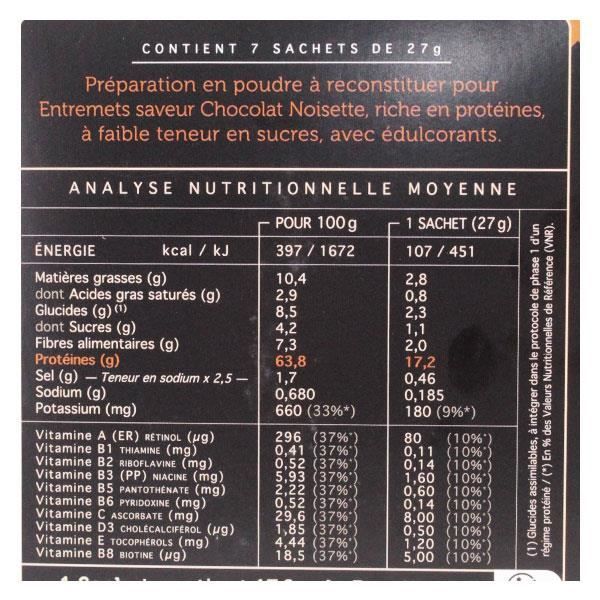 CONTIENT 7 SACHETS DE 27g
Préparation en poudre à reconstituer pour
Entremets saveur Chocolat Noisette, riche en protéines,
à faible teneur en sucres, avec édulcorants.
ANALYSE NUTRITIONNELLE MOYENNE
POUR 100g 1 SACHET (27g)
ÉNERGIE kcal / kJ 397 / 1672 107 / 451
Matières grasses (g) 10,4 2,8
dont Acides gras saturés (g) 2,9 0,8
Glucides (g) (1) 8,5 2,3
dont Sucres (g) 4,2 1,1
Fibres alimentaires (g) 7,3 2,0
Protéines (g) 63,8 17,2
Sel (g) — Teneur en sodium x 2,5 — 1,7 0,46
Sodium (g) 0,680 0,185
Potassium (mg) 660 (33%*) 180 (9%*)
Vitamine A (ER) RÉTINOL (µg) 296 (37%*) 80 (10%*)
Vitamine B1 THIAMINE (mg) 0,41 (37%*) 0,11 (10%*)
Vitamine B2 RIBOFLAVINE (mg) 0,52 (37%*) 0,14 (10%*)
Vitamine B3 (PP) NIACINE (mg) 5,93 (37%*) 1,60 (10%*)
Vitamine B5 PANTOTHÉNATE (mg) 2,22 (37%*) 0,60 (10%*)
Vitamine B6 PYRIDOXINE (mg) 0,52 (37%*) 0,14 (10%*)
Vitamine C ASCORBATE (mg) 29,6 (37%*) 8,00 (10%*)
Vitamine D3 CHOLÉCALCIFÉROL (µg) 1,85 (37%*) 0,50 (10%*)
Vitamine E TOCOPHÉROLS (mg) 4,44 (37%*) 1,20 (10%*)
Vitamine B8 BIOTINE (µg) 18,5 (37%*) 5,00 (10%*)
(1) Glucides assimilables, à intégrer dans le protocole de phase 1 d'un
régime protéiné / (*) En % des Valeurs Nutritionnelles de Référence (VNR).